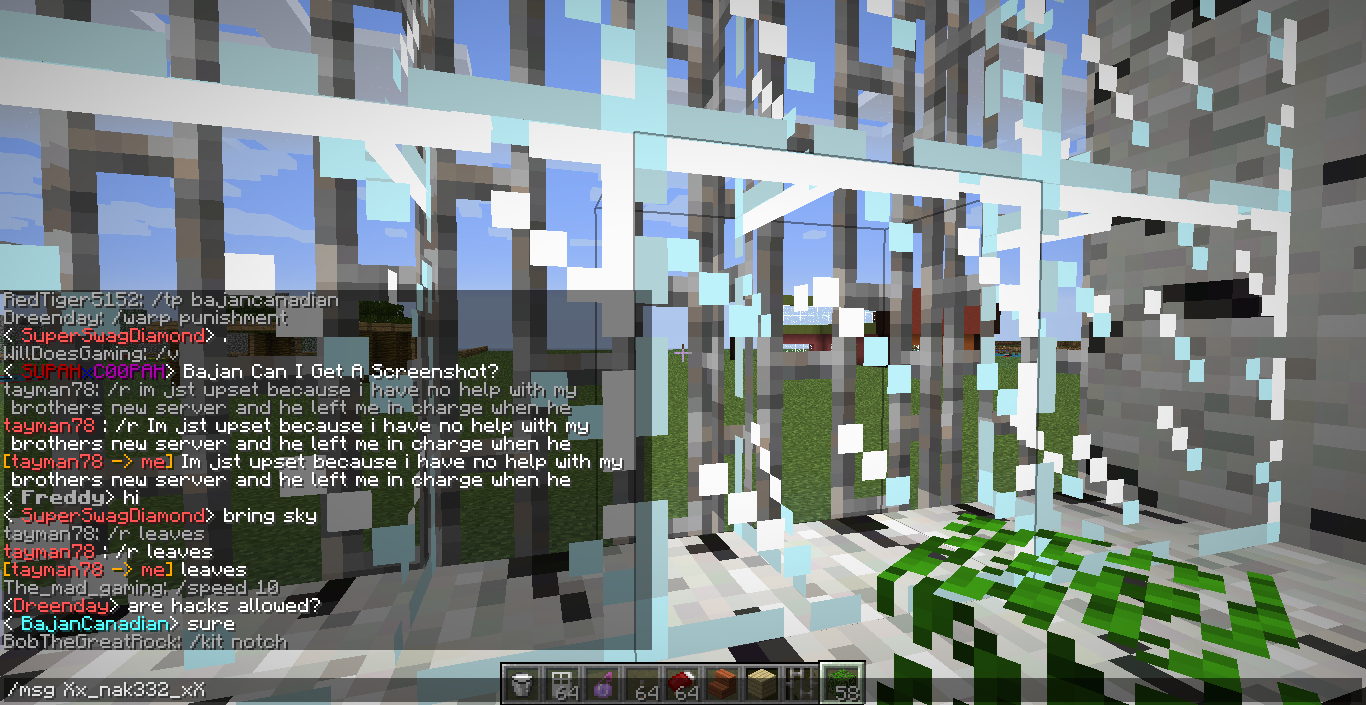 RedTiger5152: /tp bajancanadian
Dreenday: /warp punishment
< SuperSwagDiamond> .
WillDoesGaming: /v
< SUPAH×C00PAH> Bajan Can I Get A Screenshot?
tayman78: /r im jst upset because i have no help with my
brothers new server and he left me in charge when he
tayman78 : /r Im jst upset because i have no help with my
brothers new server and he left me in charge when he
[tayman78 -> me] Im jst upset because i have no help with my
brothers new server and he left me in charge when he
< Freddy> hi
< SuperSwagDiamond> bring sky
tayman78: /r leaves
tayman78 : /r leaves
[tayman78 -> me] leaves
The_mad_gaming: /speed 10
<Dreenday> are hacks allowed?
< BajanCanadian> sure
BobTheGreatRock: /kit notch
/msg Xx_nak332_xX
64 64 64 58